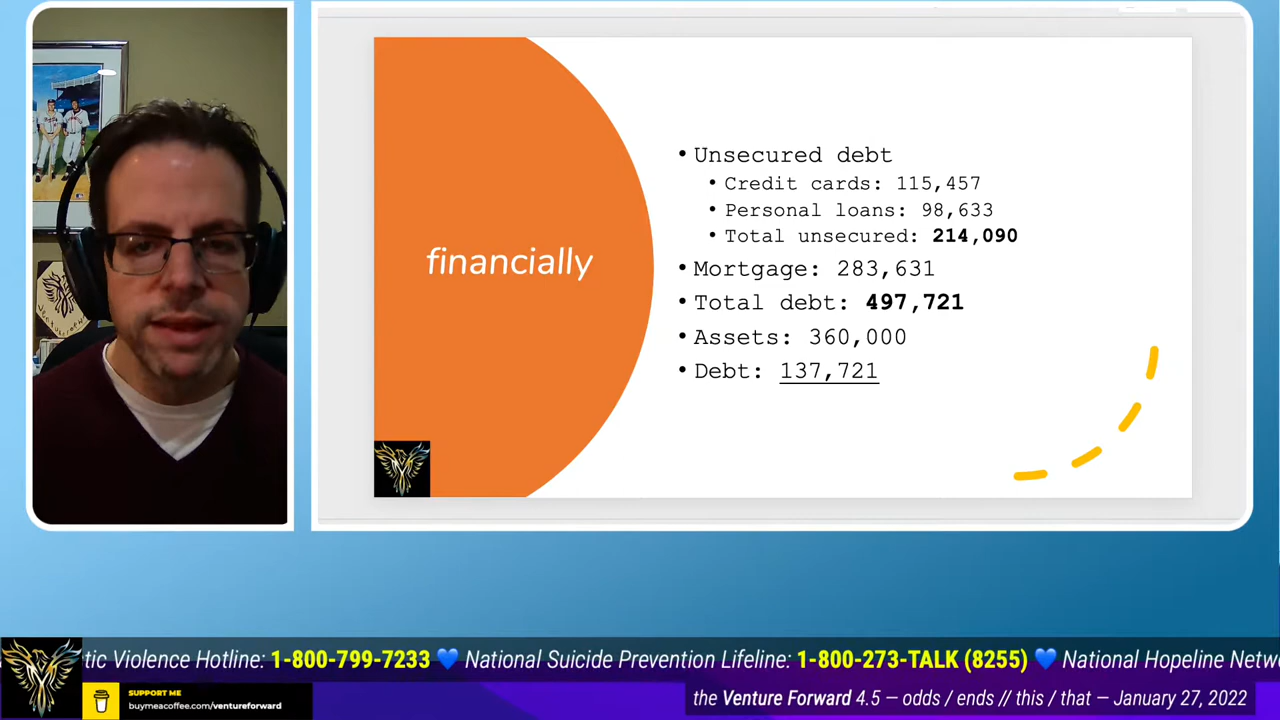 financially
• Unsecured debt
• Credit cards: 115,457
• Personal loans: 98,633
• Total unsecured: 214,090
• Mortgage: 283,631
• Total debt: 497,721
• Assets: 360,000
• Debt: 137,721
tic Violence Hotline: 1-800-799-7233 💙 National Suicide Prevention Lifeline: 1-800-273-TALK (8255) 💙 National Hopeline Netw
SUPPORT ME
buymeacoffee.com/ventureforward
the Venture Forward 4.5 — odds / ends // this / that — January 27, 2022